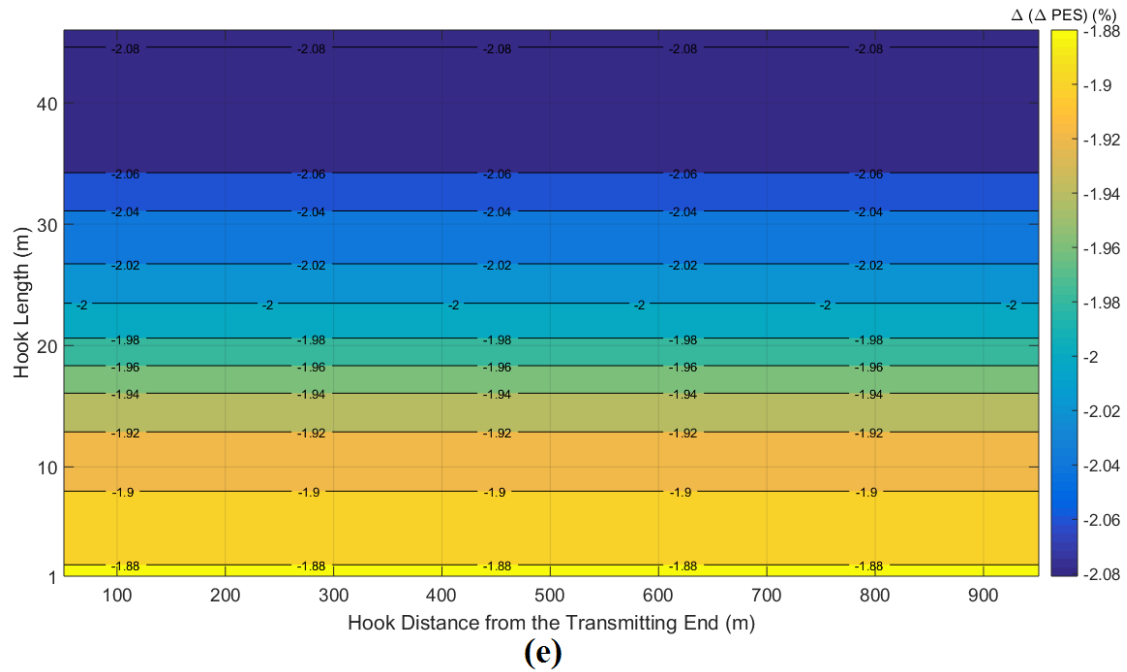 Δ (Δ PES) (%)
-2.08 -2.08 -2.08 -2.08 -2.08
-2.06 -2.06 -2.06 -2.06 -2.06
-2.04 -2.04 -2.04 -2.04 -2.04
-2.02 -2.02 -2.02 -2.02 -2.02
-2 -2 -2 -2 -2 -2
-1.98 -1.98 -1.98 -1.98 -1.98
-1.96 -1.96 -1.96 -1.96 -1.96
-1.94 -1.94 -1.94 -1.94 -1.94
-1.92 -1.92 -1.92 -1.92 -1.92
-1.9 -1.9 -1.9 -1.9 -1.9
-1.88 -1.88 -1.88 -1.88 -1.88
40
30
20
10
1
Hook Length (m)
100 200 300 400 500 600 700 800 900
Hook Distance from the Transmitting End (m)
-1.88
-1.9
-1.92
-1.94
-1.96
-1.98
-2
-2.02
-2.04
-2.06
-2.08
(e)